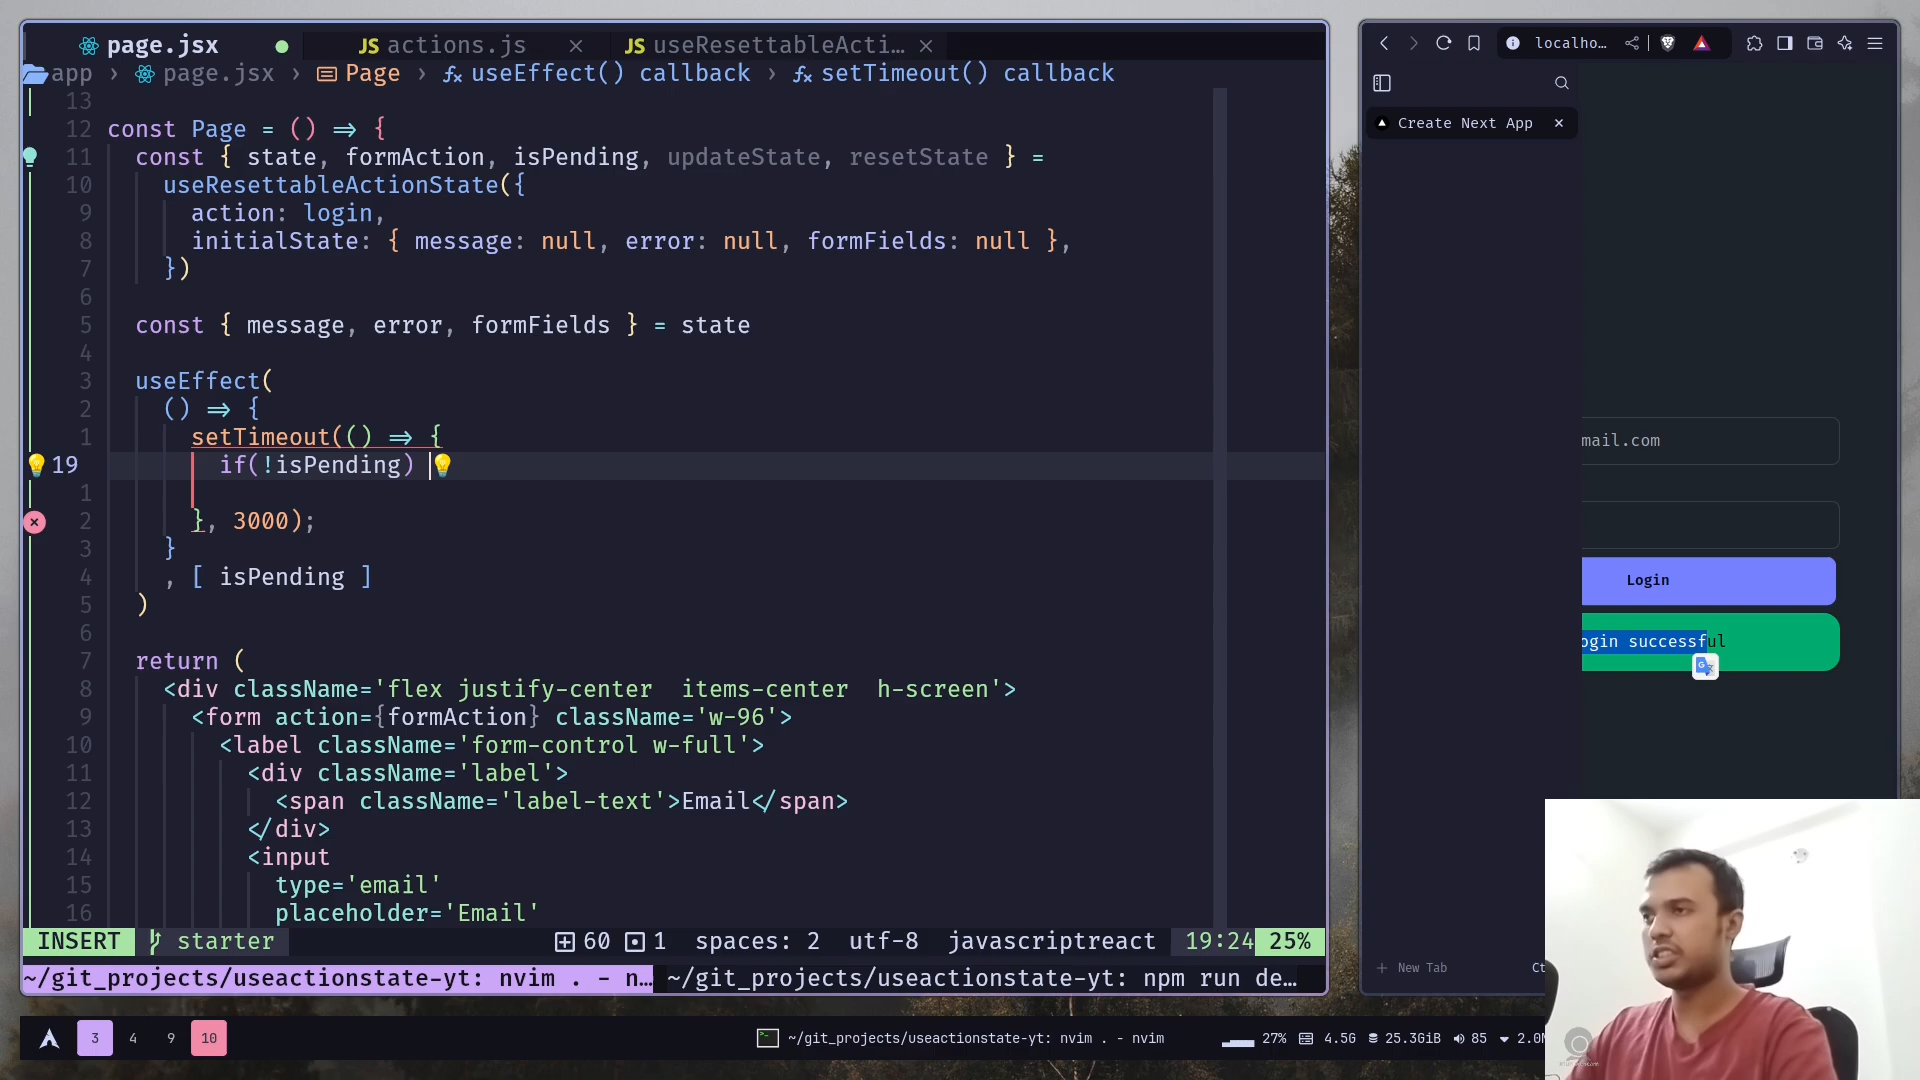 page.jsx
JS actions.js
JS useResettableActi…
app › page.jsx › Page › useEffect() callback › setTimeout() callback
13
12 const Page = () => {
11 const { state, formAction, isPending, updateState, resetState } =
10 useResettableActionState({
9 action: login,
8 initialState: { message: null, error: null, formFields: null },
7 })
6
5 const { message, error, formFields } = state
4
3 useEffect(
2 () => {
1 setTimeout(() => {
19 if(!isPending)
1
2 }, 3000);
3 }
4 , [ isPending ]
5 )
6
7 return (
8 <div className='flex justify-center  items-center  h-screen'>
9 <form action={formAction} className='w-96'>
10 <label className='form-control w-full'>
11 <div className='label'>
12 <span className='label-text'>Email</span>
13 </div>
14 <input
15 type='email'
16 placeholder='Email'
INSERT starter 60 1 spaces: 2 utf-8 javascriptreact 19:24 25%
~/git_projects/useactionstate-yt: nvim . - n… ~/git_projects/useactionstate-yt: npm run de…
localho…
Create Next App
mail.com
Login
ogin successful
New Tab
Ct
3 4 9 10
~/git_projects/useactionstate-yt: nvim . - nvim
27% 4.5G 25.3GiB 85